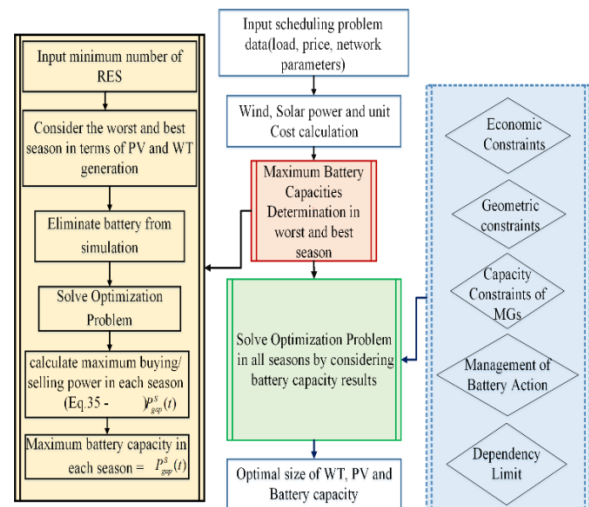 Input minimum number of
RES
Consider the worst and best
season in terms of PV and WT
generation
Eliminate battery from
simulation
Solve Optimization
Problem
calculate maximum buying/
selling power in each season
(Eq.35 - )P^S_gap(t)
Maximum battery capacity in
each season = P^S_gap(t)
Input scheduling problem
data(load, price, network
parameters)
Wind, Solar power and unit
Cost calculation
Maximum Battery
Capacities
Determination in
worst and best
season
Solve Optimization Problem
in all seasons by considering
battery capacity results
Optimal size of WT, PV and
Battery capacity
Economic
Constraints
Geometric
constraints
Capacity
Constraints of
MGs
Management of
Battery Action
Dependency
Limit